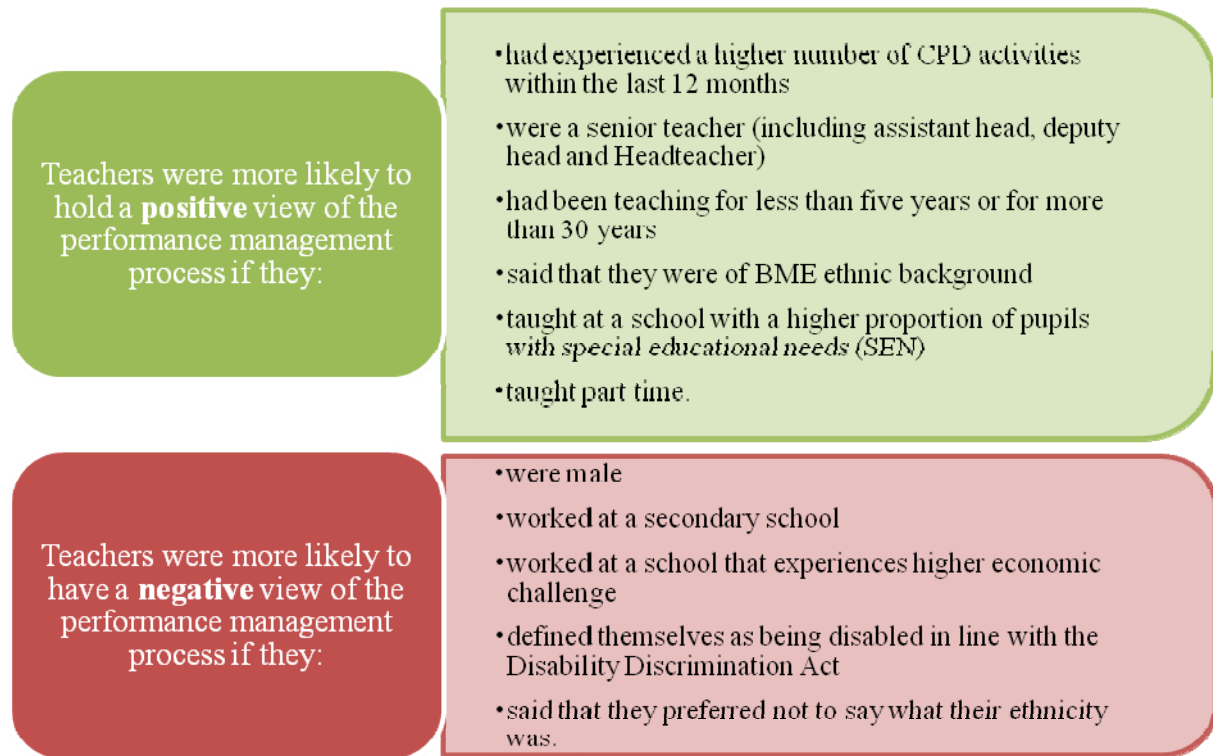 Teachers were more likely to
hold a positive view of the
performance management
process if they:
•had experienced a higher number of CPD activities
within the last 12 months
•were a senior teacher (including assistant head, deputy
head and Headteacher)
•had been teaching for less than five years or for more
than 30 years
•said that they were of BME ethnic background
•taught at a school with a higher proportion of pupils
with special educational needs (SEN)
•taught part time.
Teachers were more likely to
have a negative view of the
performance management
process if they:
•were male
•worked at a secondary school
•worked at a school that experiences higher economic
challenge
•defined themselves as being disabled in line with the
Disability Discrimination Act
•said that they preferred not to say what their ethnicity
was.